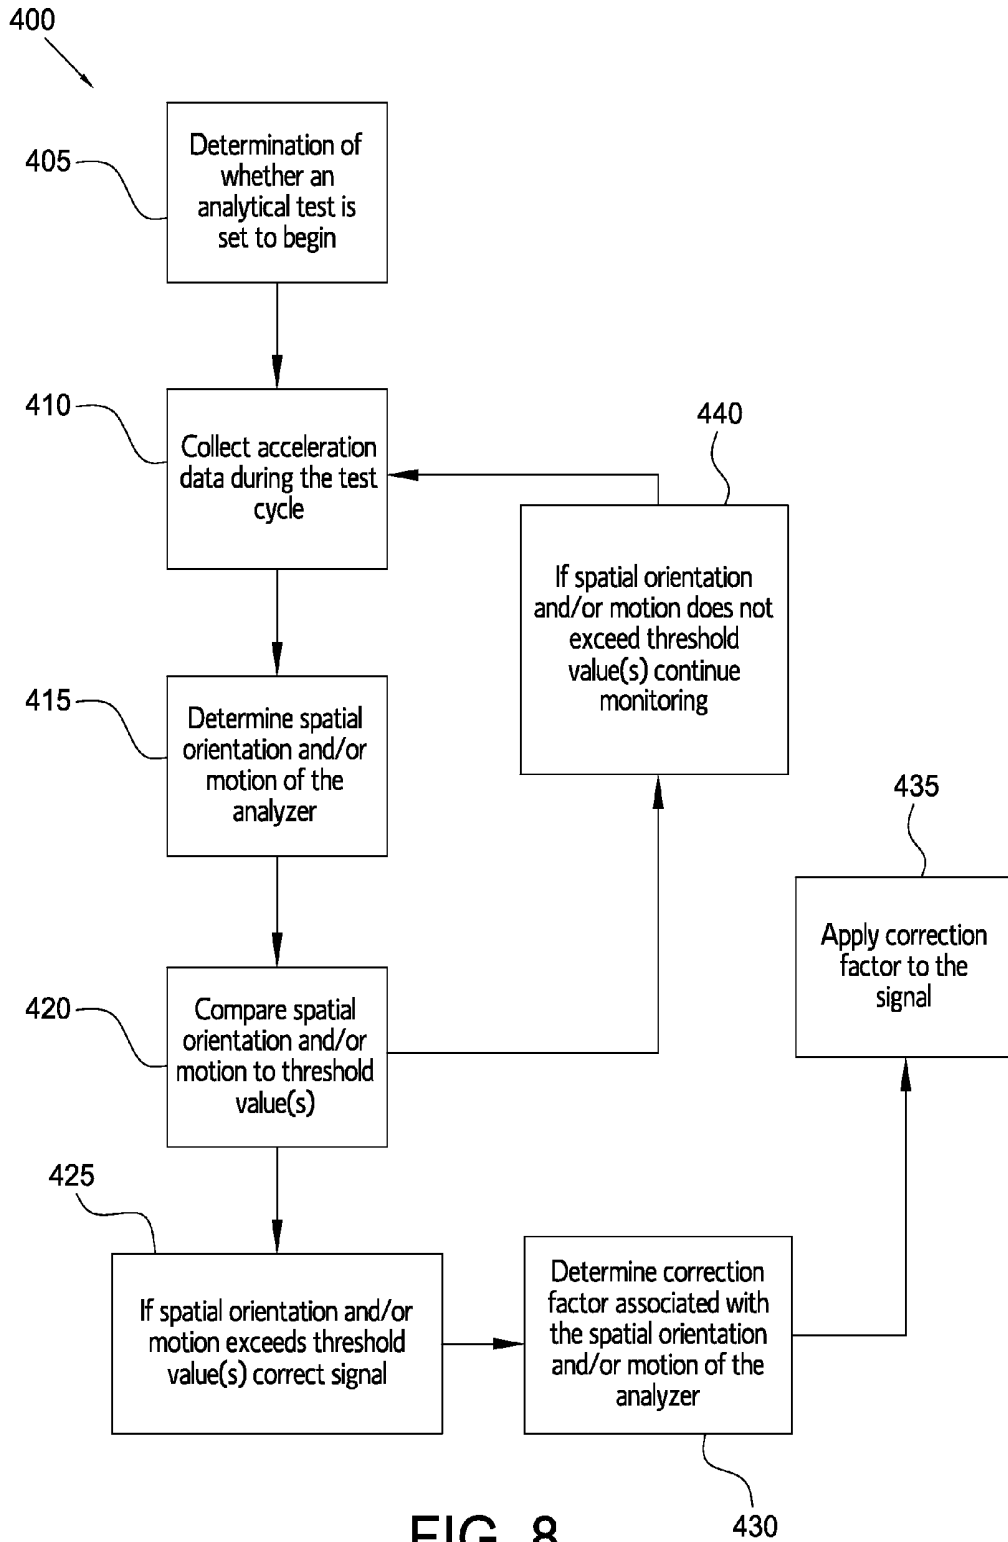 400
405
Determination of
whether an
analytical test is
set to begin
410
Collect acceleration
data during the test
cycle
440
If spatial orientation
and/or motion does not
exceed threshold
value(s) continue
monitoring
415
Determine spatial
orientation and/or
motion of the
analyzer
435
Apply correction
factor to the
signal
420
Compare spatial
orientation and/or
motion to threshold
value(s)
425
If spatial orientation and/or
motion exceeds threshold
value(s) correct signal
Determine correction
factor associated with
the spatial orientation
and/or motion of the
analyzer
430
FIG. 8